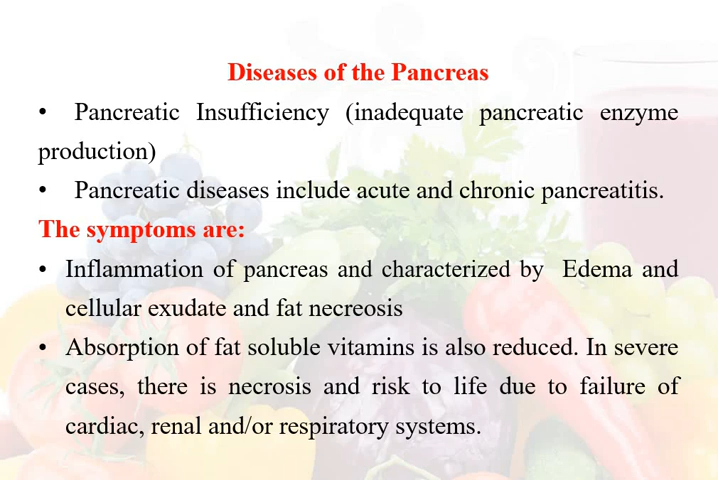 Diseases of the Pancreas
• Pancreatic Insufficiency (inadequate pancreatic enzyme
production)
• Pancreatic diseases include acute and chronic pancreatitis.
The symptoms are:
• Inflammation of pancreas and characterized by Edema and
cellular exudate and fat necreosis
• Absorption of fat soluble vitamins is also reduced. In severe
cases, there is necrosis and risk to life due to failure of
cardiac, renal and/or respiratory systems.